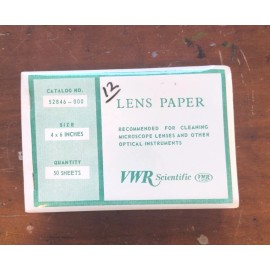 CATALOG NO.
52846-000
SIZE
4 x 6 INCHES
QUANTITY
50 SHEETS
12
LENS PAPER
RECOMMENDED FOR CLEANING
MICROSCOPE LENSES AND OTHER
OPTICAL INSTRUMENTS
VWR Scientific VWR